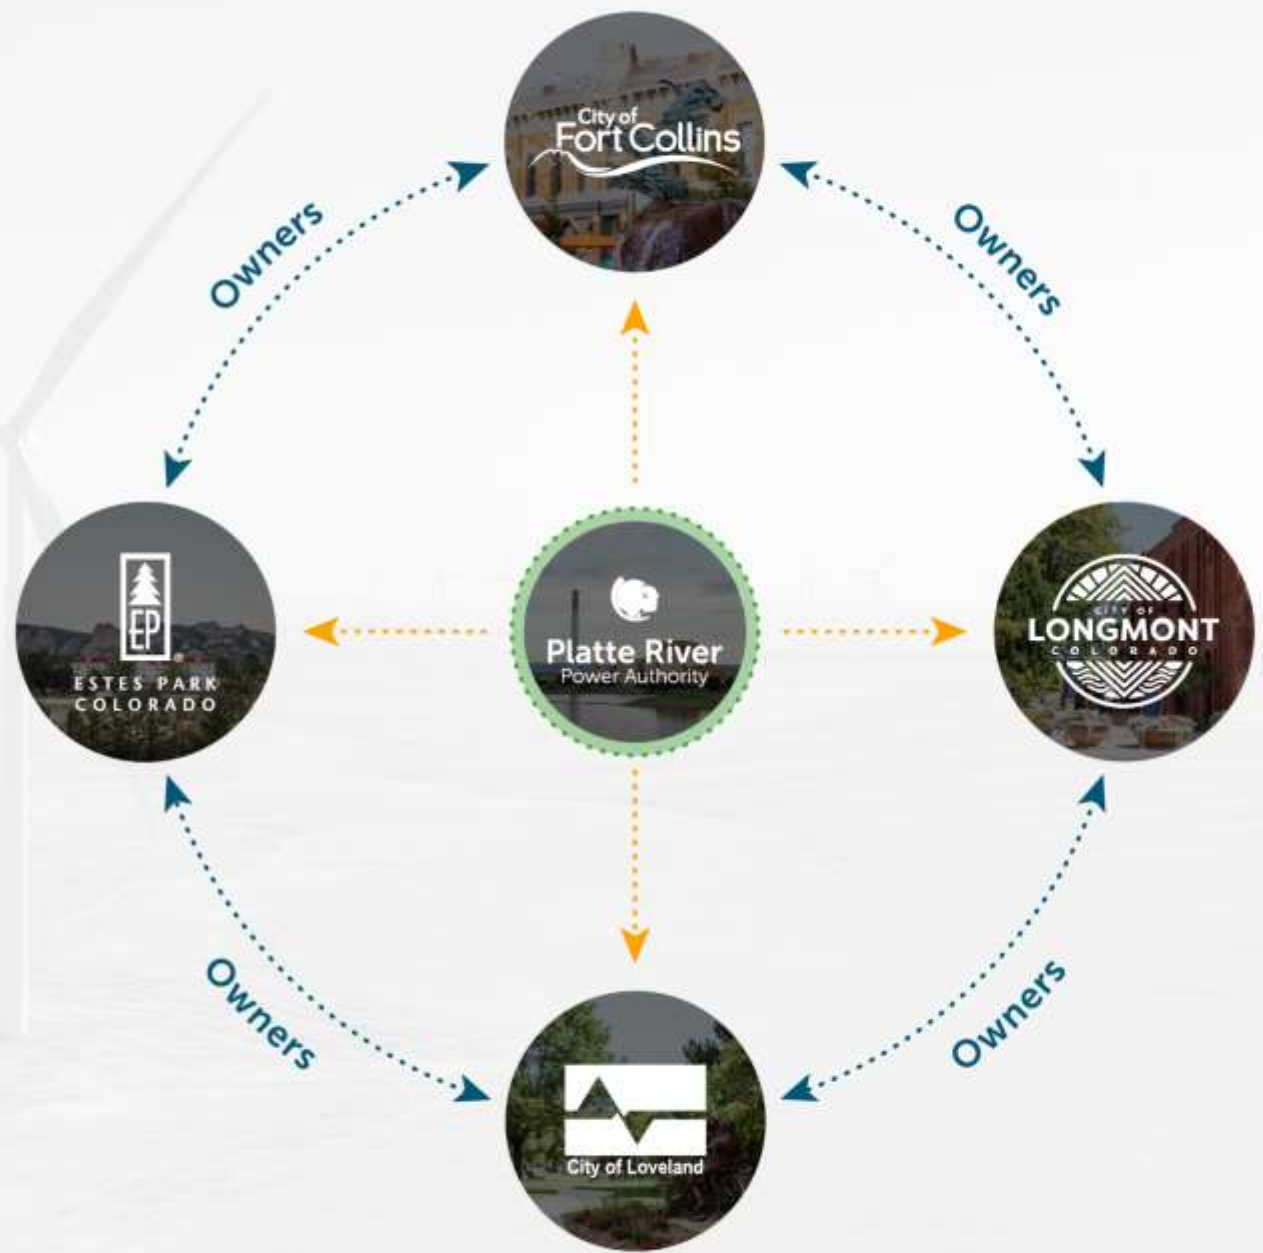 City of
Fort Collins
Owners
Owners
EP
ESTES PARK
COLORADO
Platte River
Power Authority
CITY OF
LONGMONT
COLORADO
Owners
Owners
City of Loveland